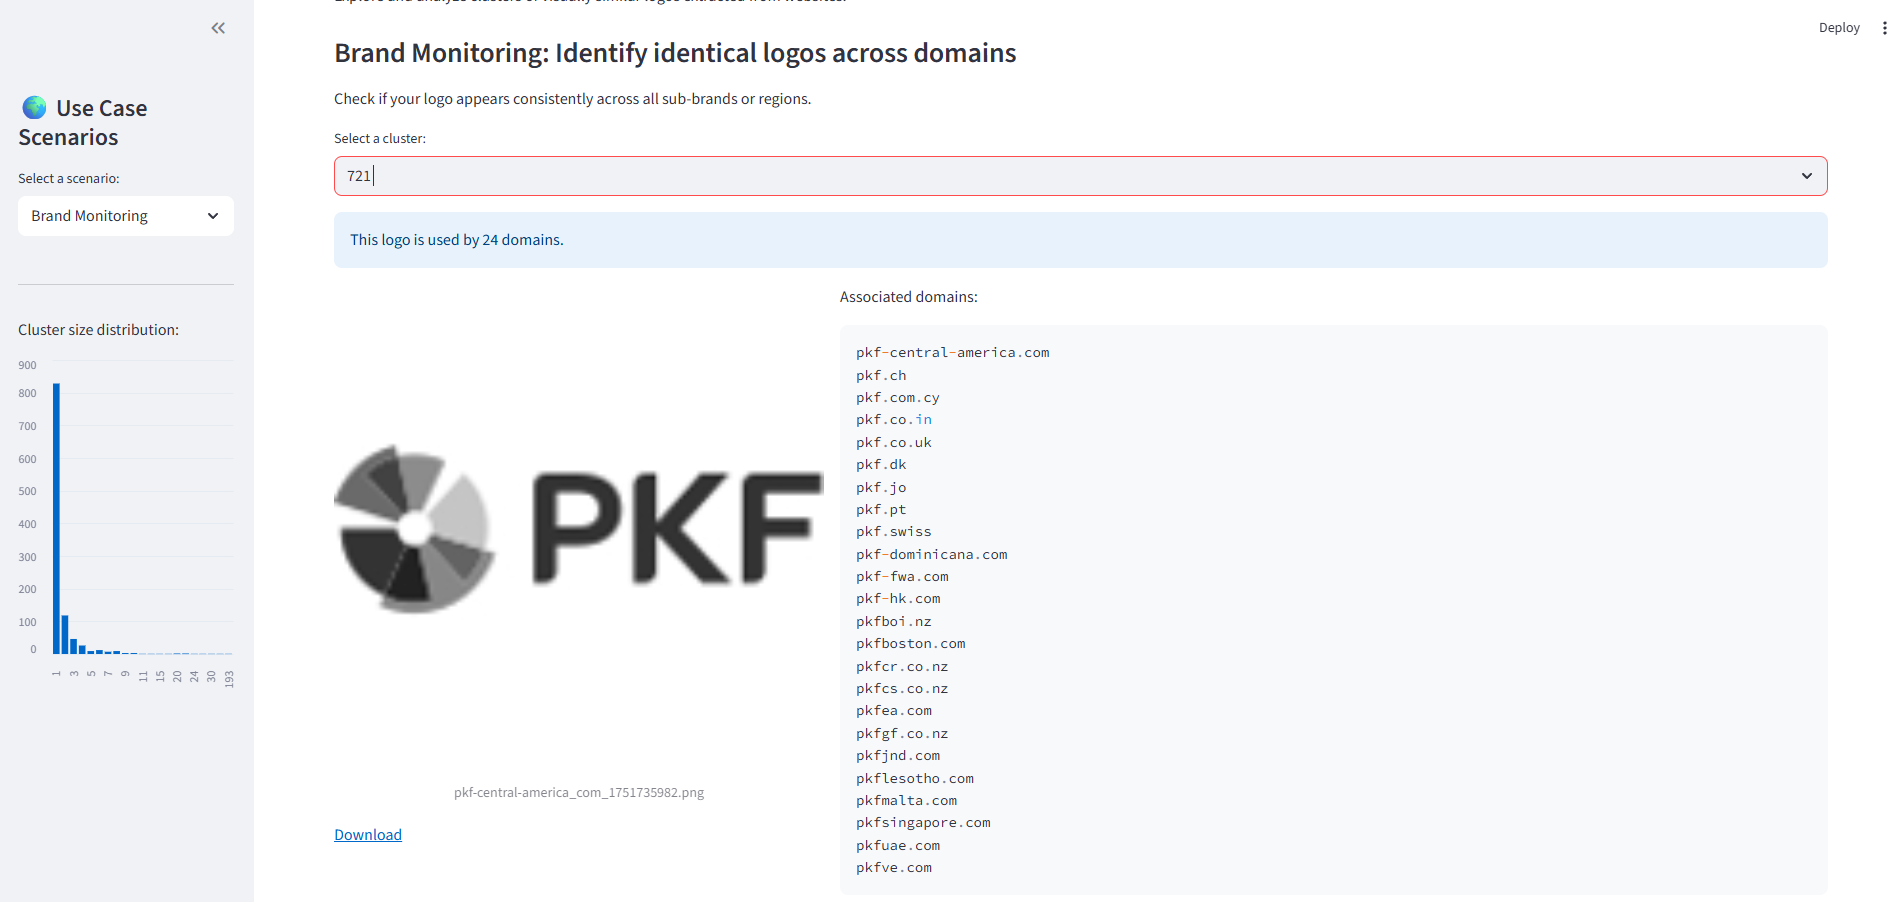 Deploy
Use Case
Scenarios
Select a scenario:
Brand Monitoring
Cluster size distribution:
900
800
700
600
500
400
300
200
100
0
1
3
5
7
9
11
15
20
24
30
193
Brand Monitoring: Identify identical logos across domains
Check if your logo appears consistently across all sub-brands or regions.
Select a cluster:
721
This logo is used by 24 domains.
PKF
pkf-central-america_com_1751735982.png
Download
Associated domains:
pkf-central-america.com
pkf.ch
pkf.com.cy
pkf.co.in
pkf.co.uk
pkf.dk
pkf.jo
pkf.pt
pkf.swiss
pkf-dominicana.com
pkf-fwa.com
pkf-hk.com
pkfboi.nz
pkfboston.com
pkfcr.co.nz
pkfcs.co.nz
pkfea.com
pkfgf.co.nz
pkfjnd.com
pkflesotho.com
pkfmalta.com
pkfsingapore.com
pkfuae.com
pkfve.com